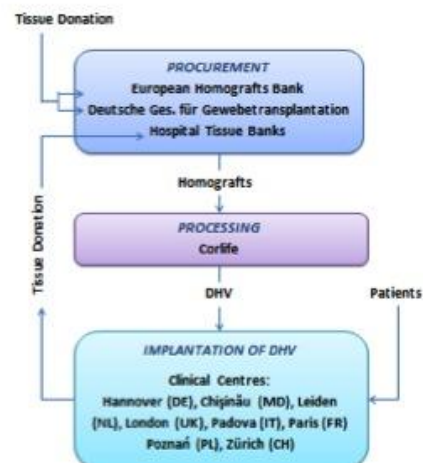 Tissue Donation
PROCUREMENT
European Homografts Bank
Deutsche Ges. für Gewebetransplantation
Hospital Tissue Banks
Homografts
Tissue Donation
PROCESSING
Corlife
DHV
Patients
IMPLANTATION OF DHV
Clinical Centres:
Hannover (DE), Chişinău (MD), Leiden
(NL), London (UK), Padova (IT), Paris (FR)
Poznań (PL), Zürich (CH)